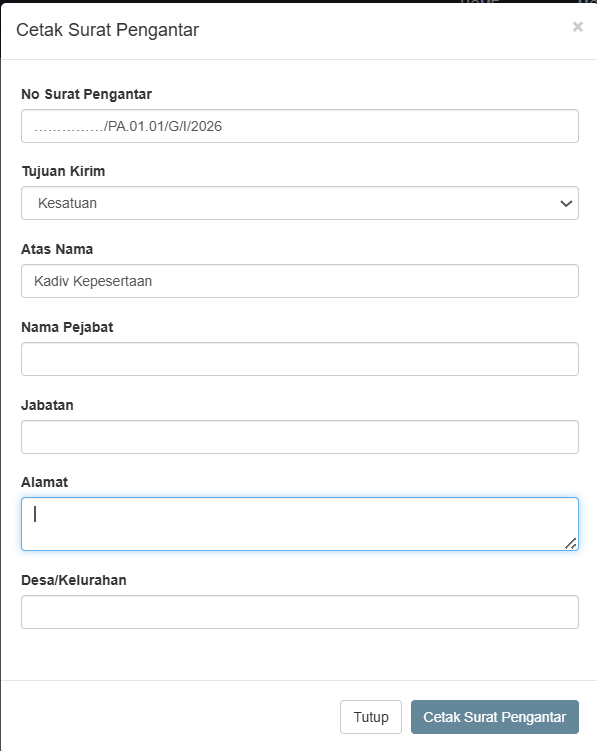 Cetak Surat Pengantar
×
No Surat Pengantar
……………/PA.01.01/G/I/2026
Tujuan Kirim
Kesatuan
Atas Nama
Kadiv Kepesertaan
Nama Pejabat
Jabatan
Alamat
Desa/Kelurahan
Tutup
Cetak Surat Pengantar